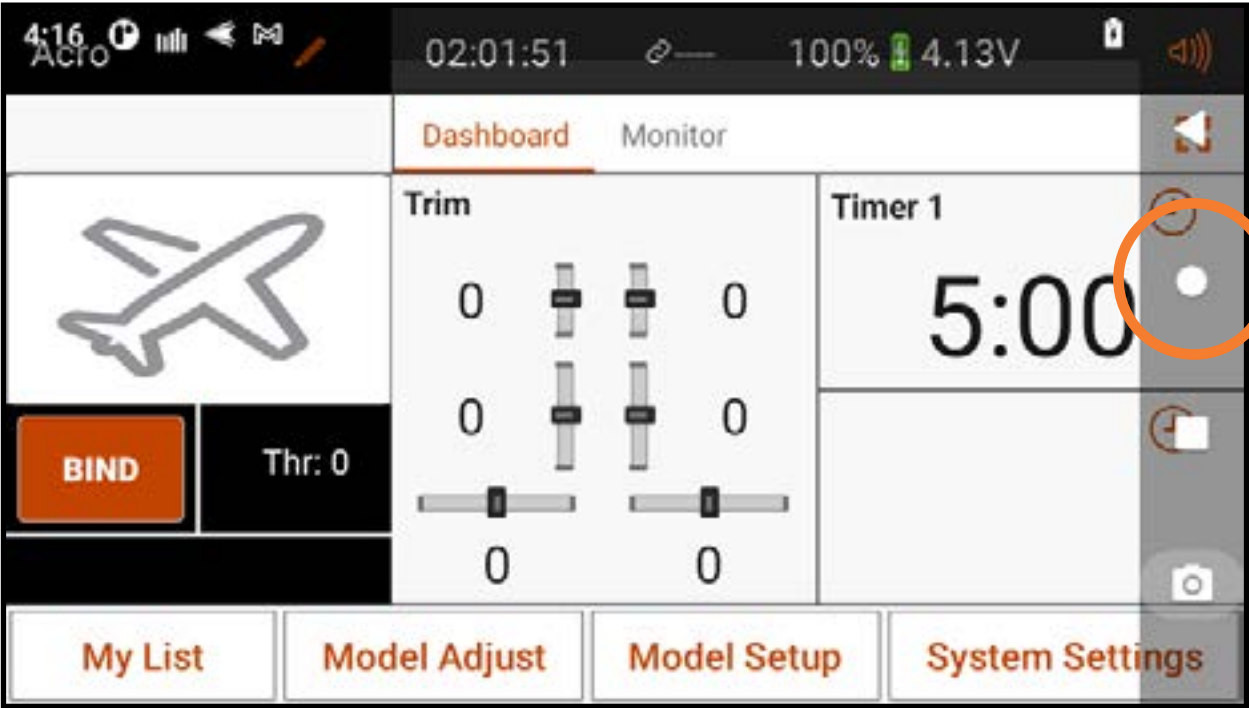 4:16
Acro 02:01:51 100% 4.13V
Dashboard Monitor
Trim
Timer 1
0 0
5:00
0 0
BIND Thr: 0
0 0
My List Model Adjust Model Setup System Settings